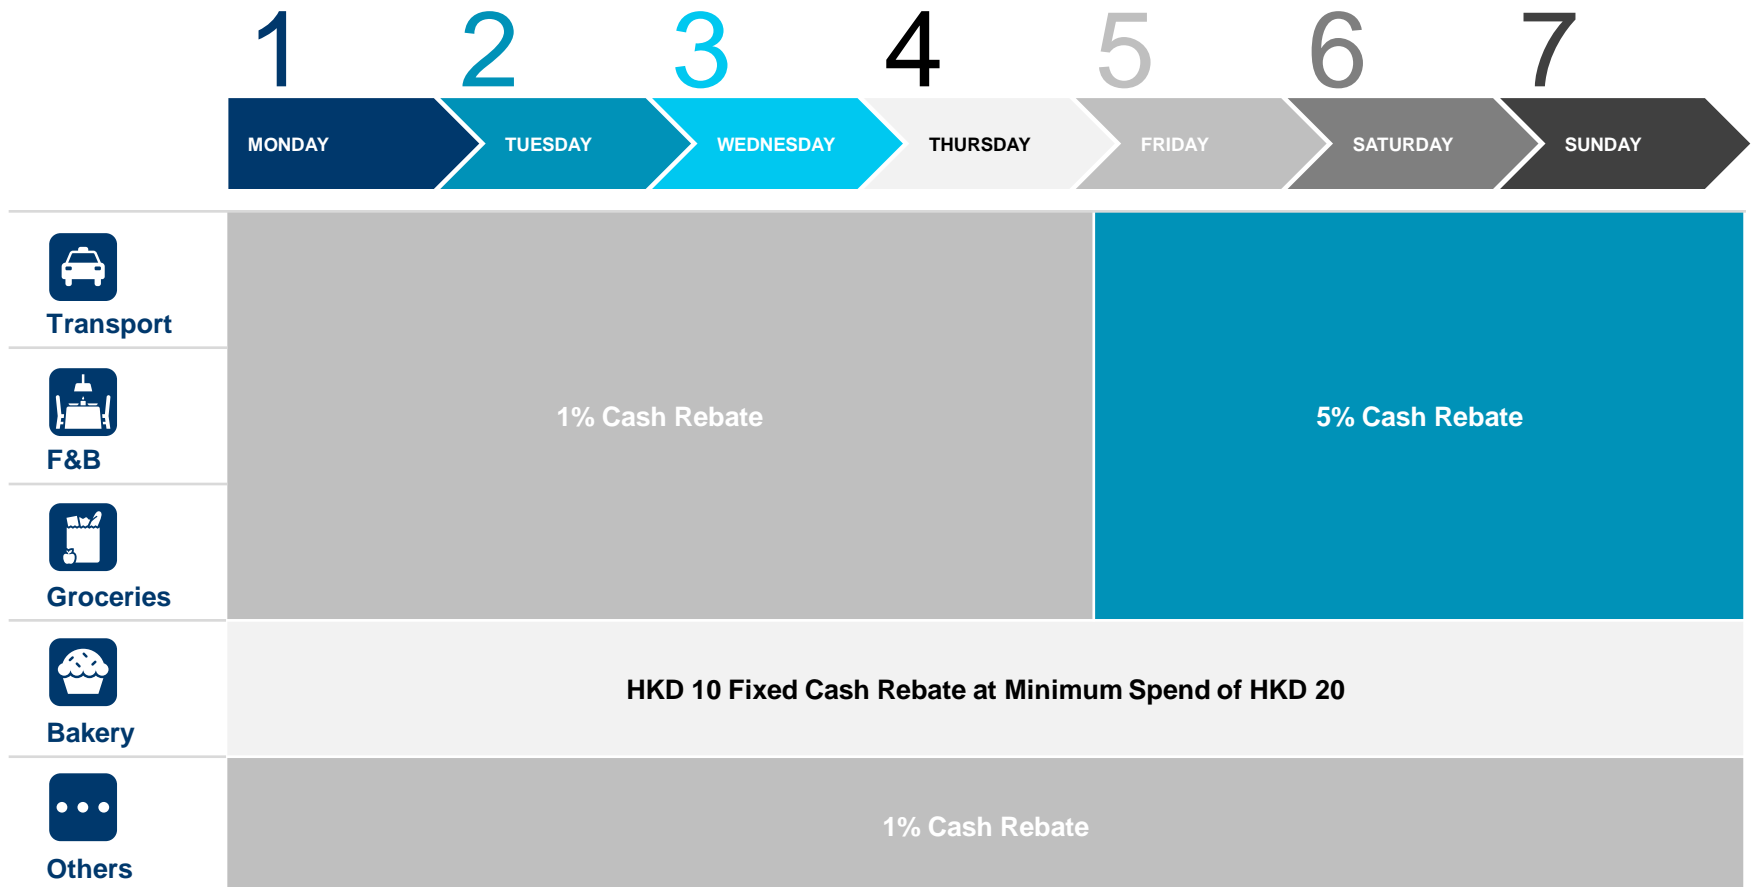 1 2 3 4 5 6 7
MONDAY TUESDAY WEDNESDAY THURSDAY FRIDAY SATURDAY SUNDAY
Transport
F&B
1% Cash Rebate 5% Cash Rebate
Groceries
Bakery
HKD 10 Fixed Cash Rebate at Minimum Spend of HKD 20
Others
1% Cash Rebate